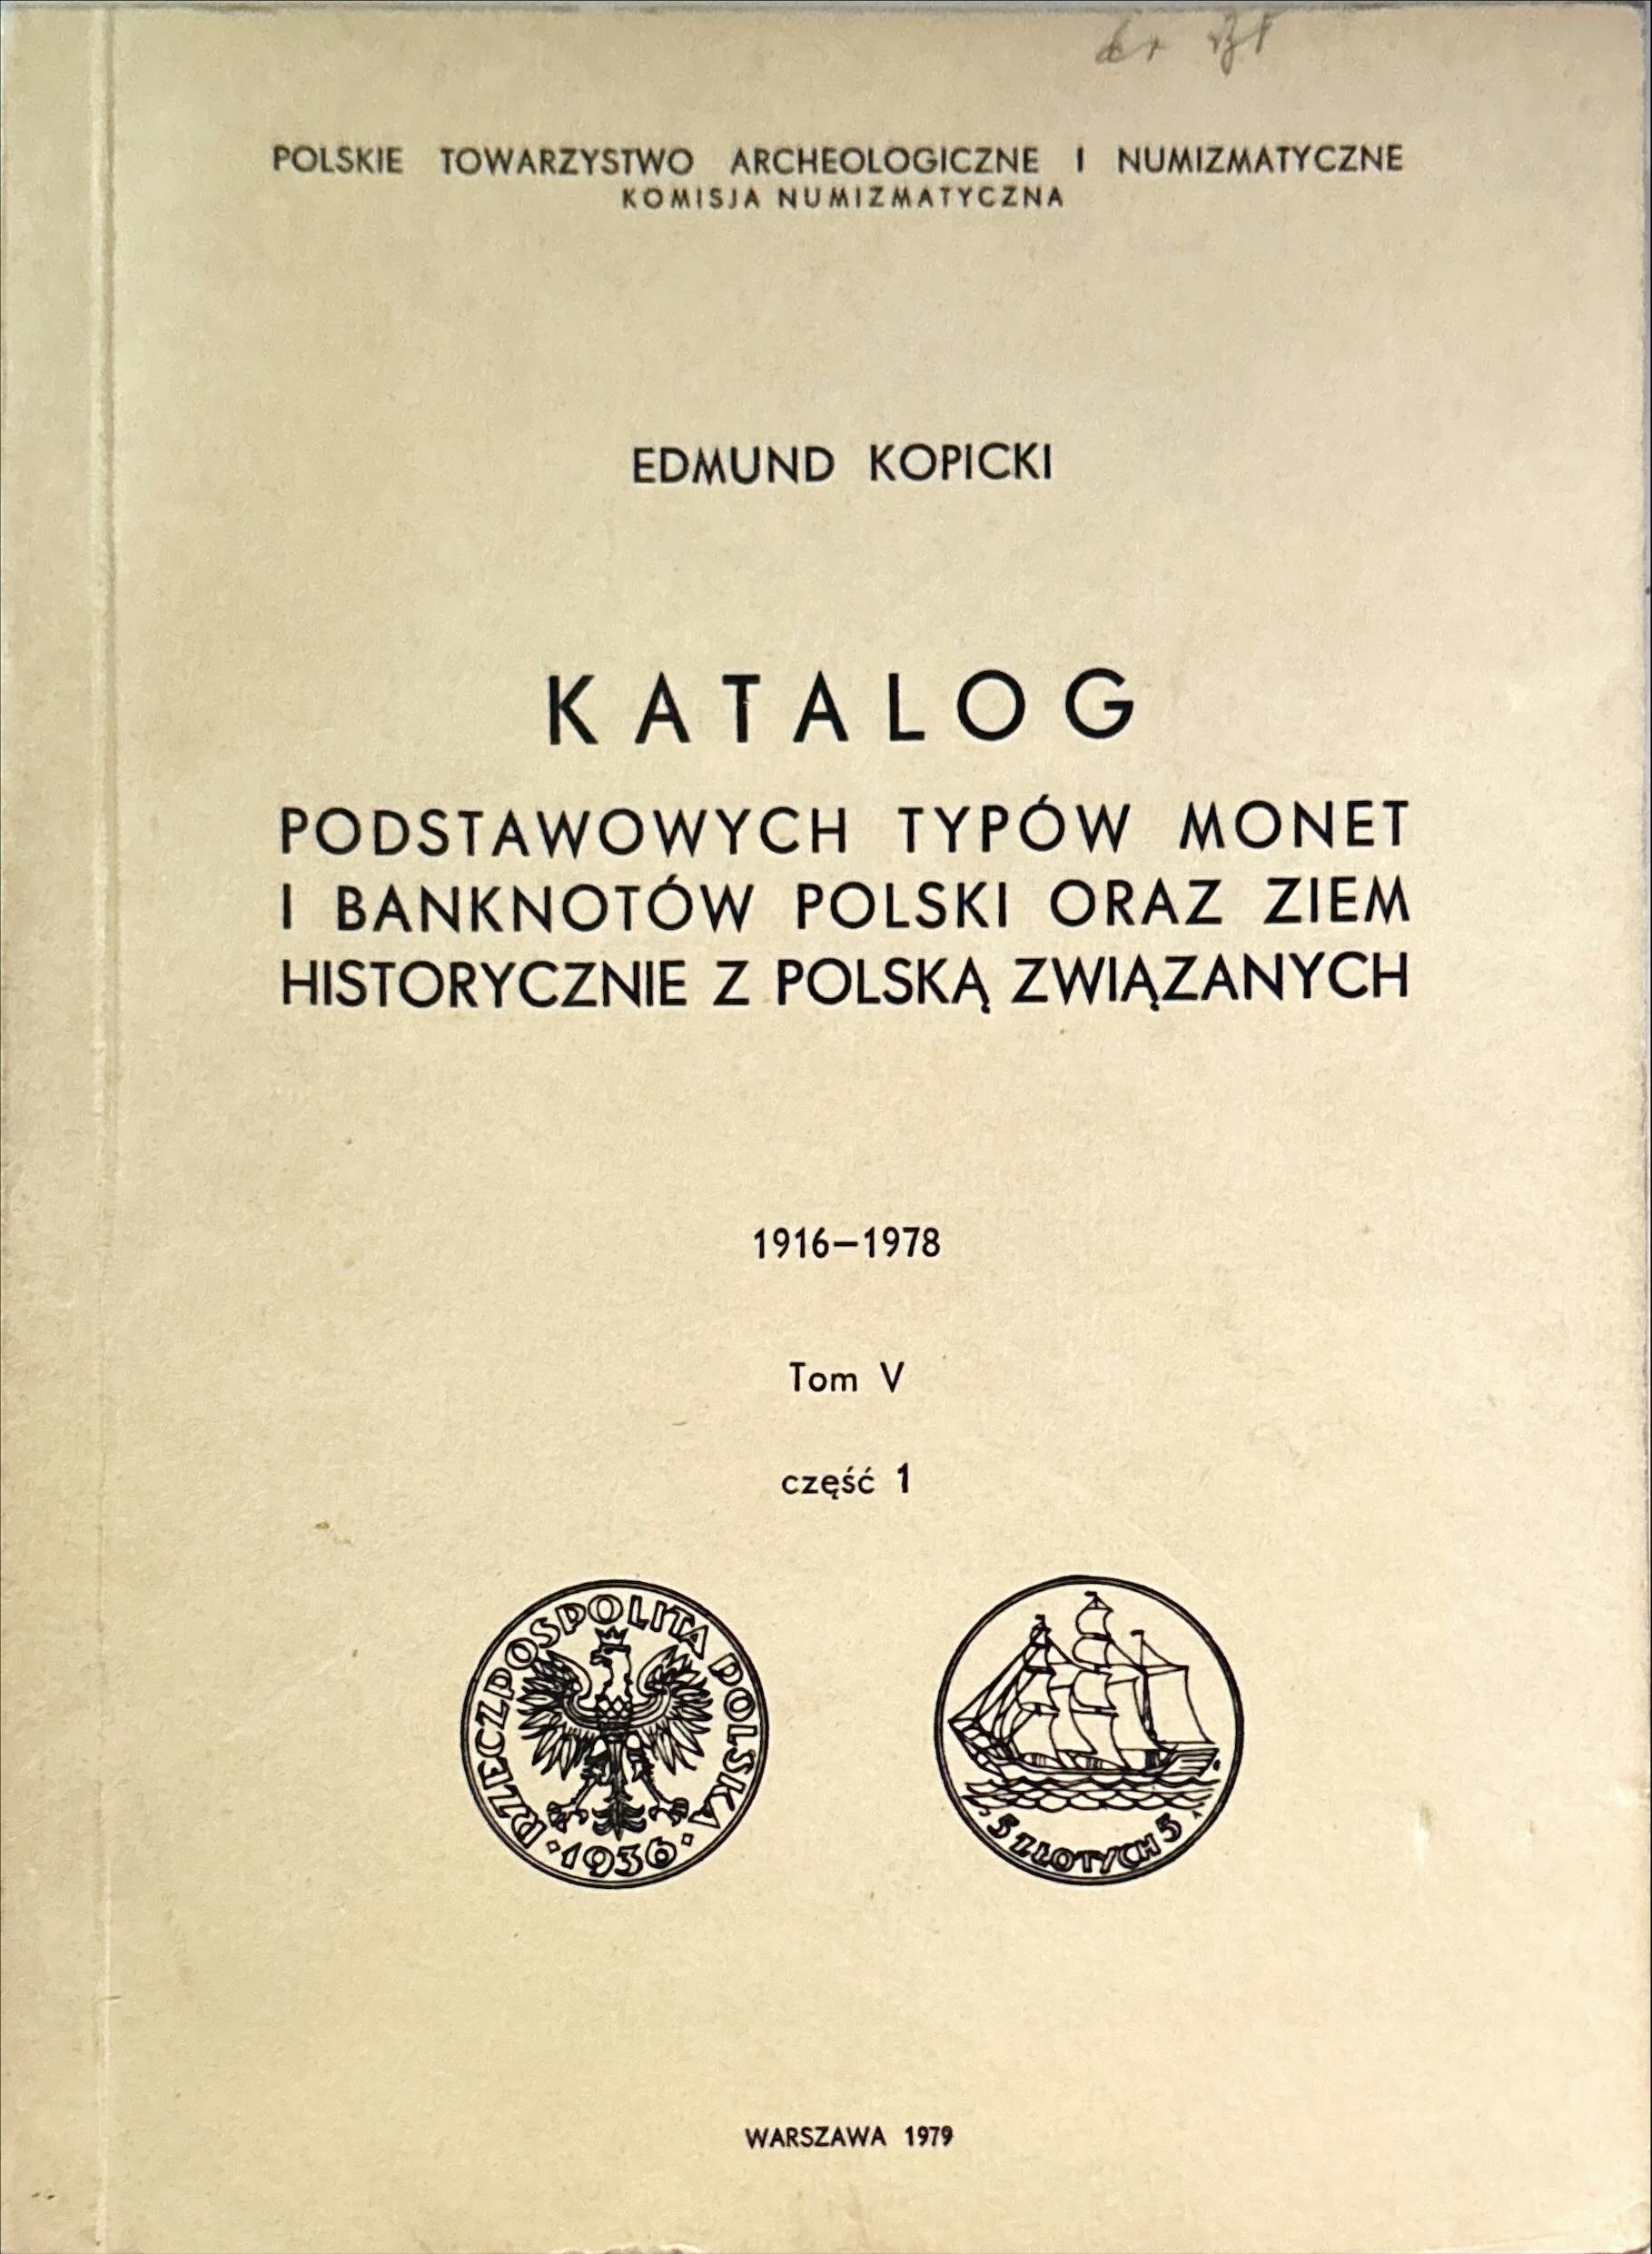 POLSKIE TOWARZYSTWO ARCHEOLOGICZNE I NUMIZMATYCZNE
KOMISJA NUMIZMATYCZNA
EDMUND KOPICKI
KATALOG
PODSTAWOWYCH TYPÓW MONET
I BANKNOTÓW POLSKI ORAZ ZIEM
HISTORYCZNIE Z POLSKĄ ZWIĄZANYCH
1916–1978
Tom V
część 1
RZECZPOSPOLITA POLSKA
·1936·
5 ZŁOTYCH 5
WARSZAWA 1979